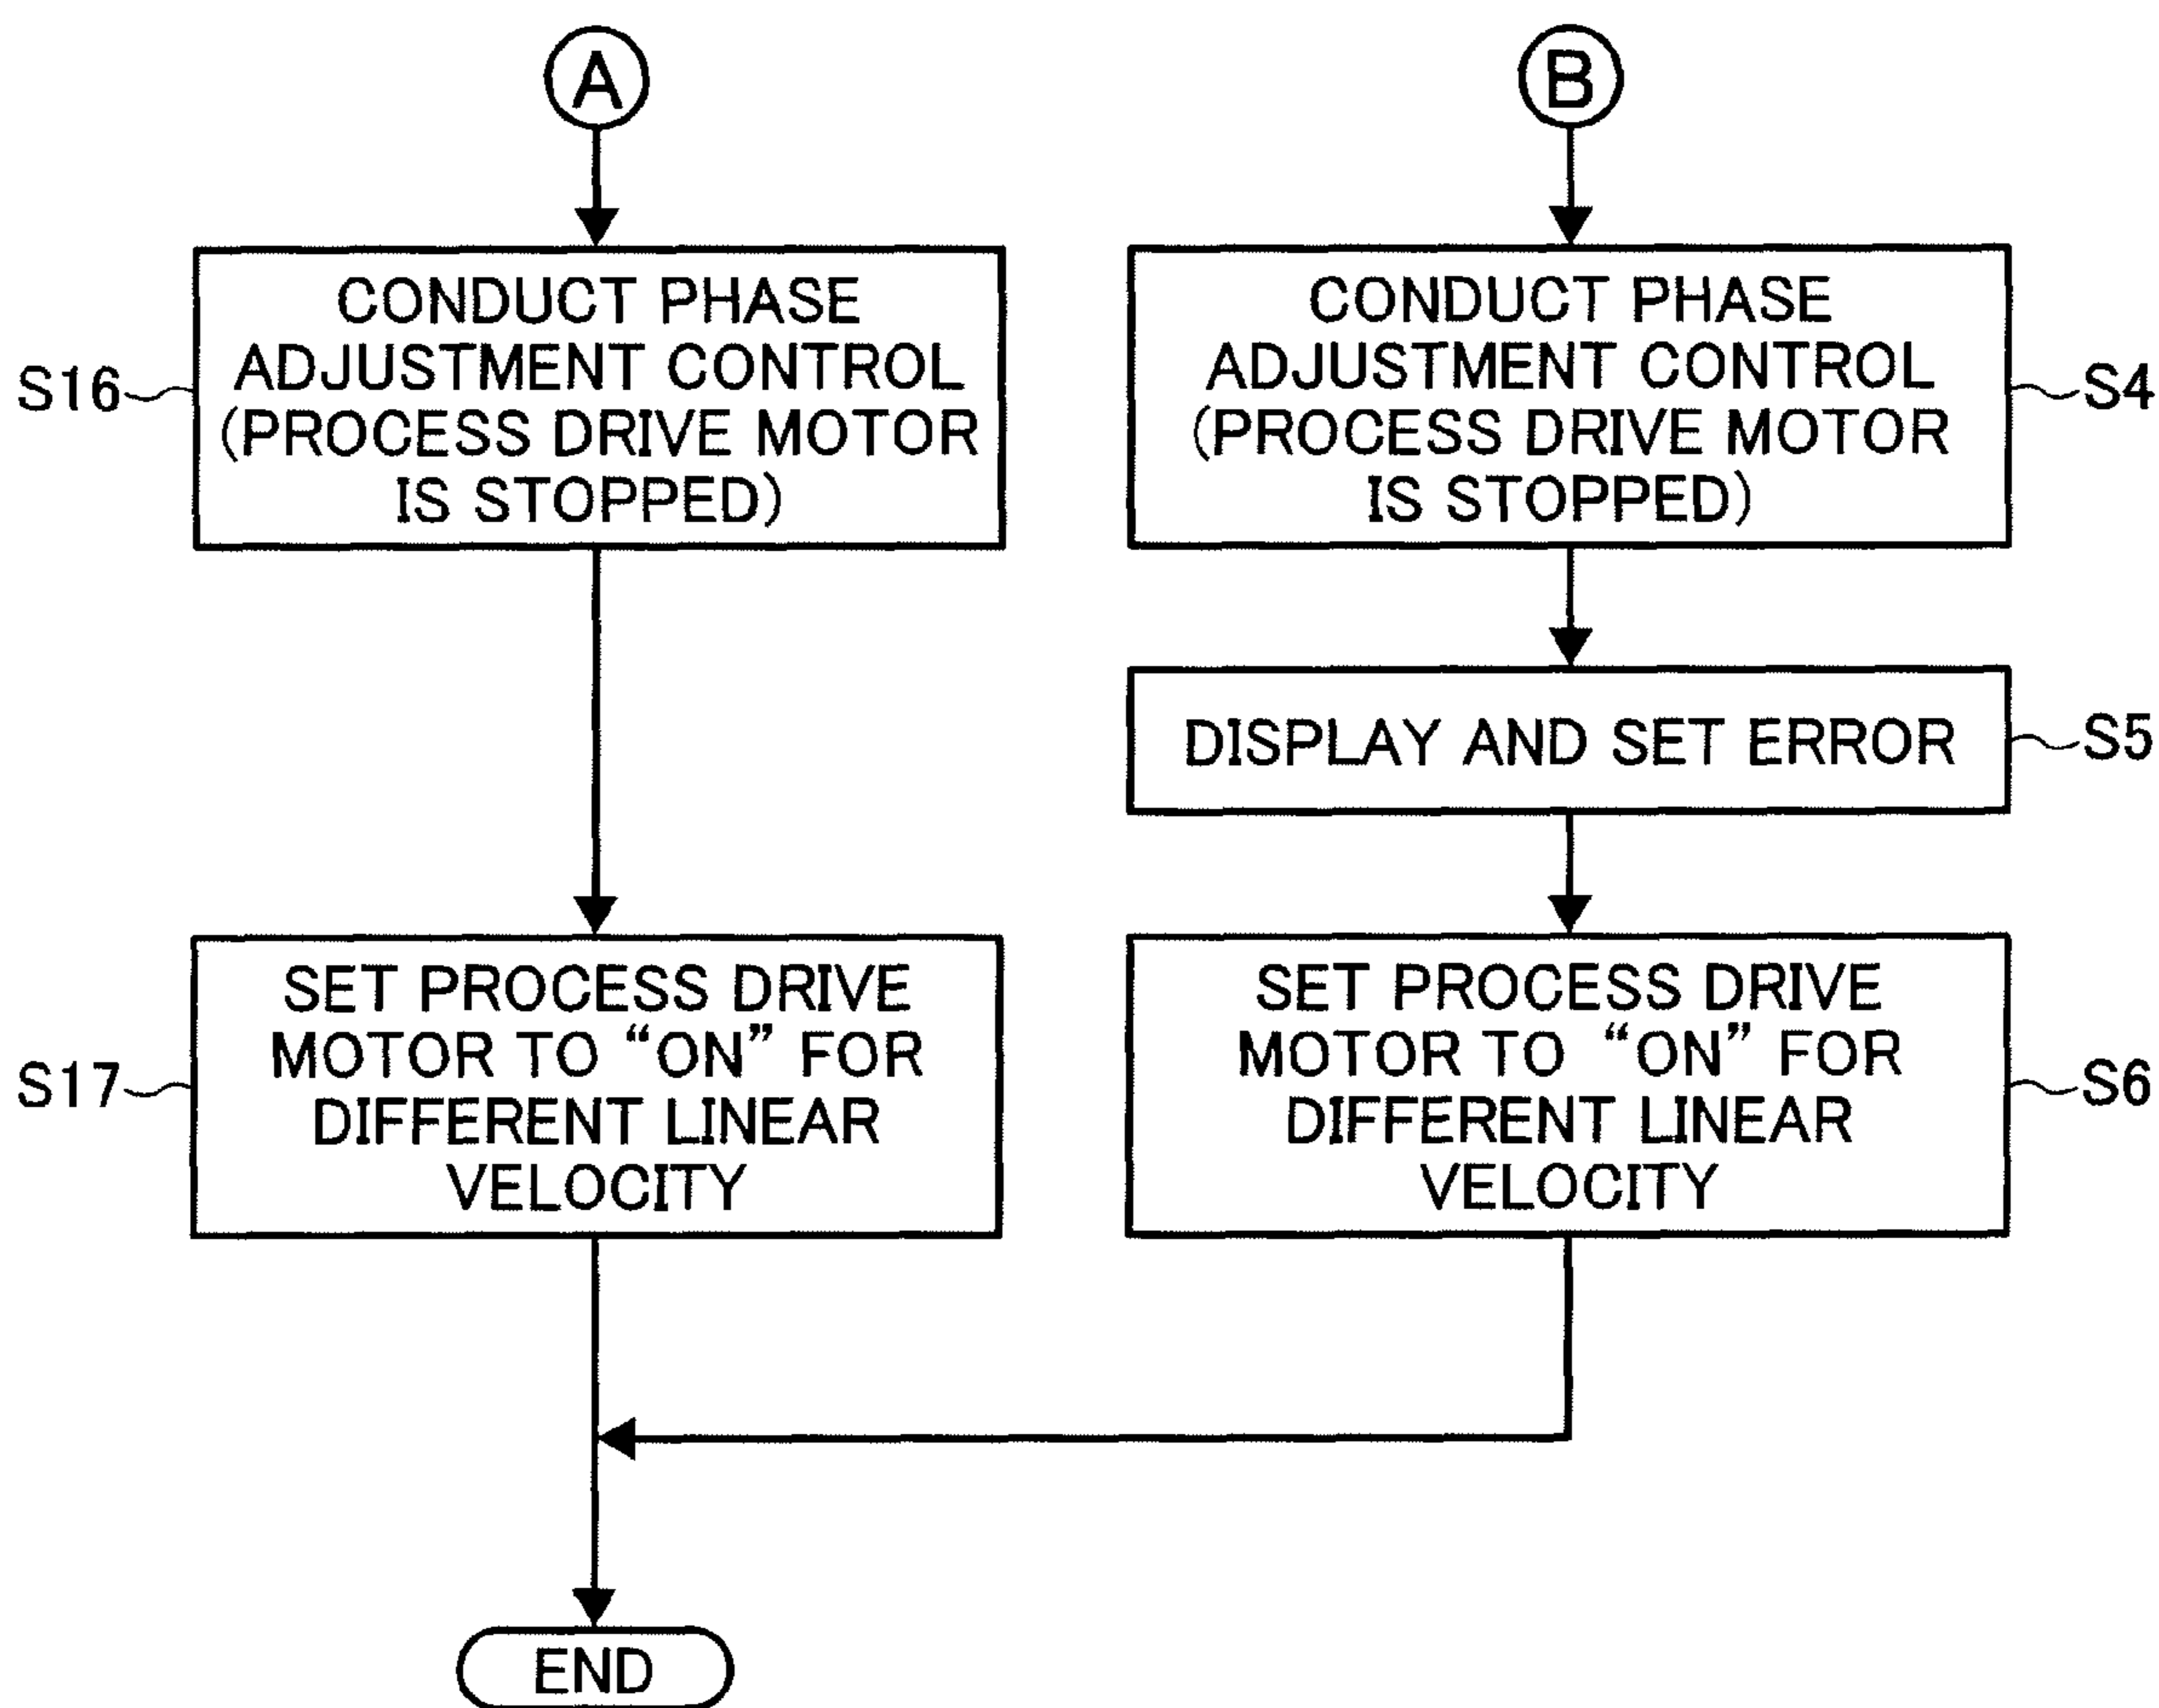 A
CONDUCT PHASE
ADJUSTMENT CONTROL
(PROCESS DRIVE MOTOR
IS STOPPED)
S16
SET PROCESS DRIVE
MOTOR TO “ON” FOR
DIFFERENT LINEAR
VELOCITY
S17
B
CONDUCT PHASE
ADJUSTMENT CONTROL
(PROCESS DRIVE MOTOR
IS STOPPED)
S4
DISPLAY AND SET ERROR
S5
SET PROCESS DRIVE
MOTOR TO “ON” FOR
DIFFERENT LINEAR
VELOCITY
S6
END